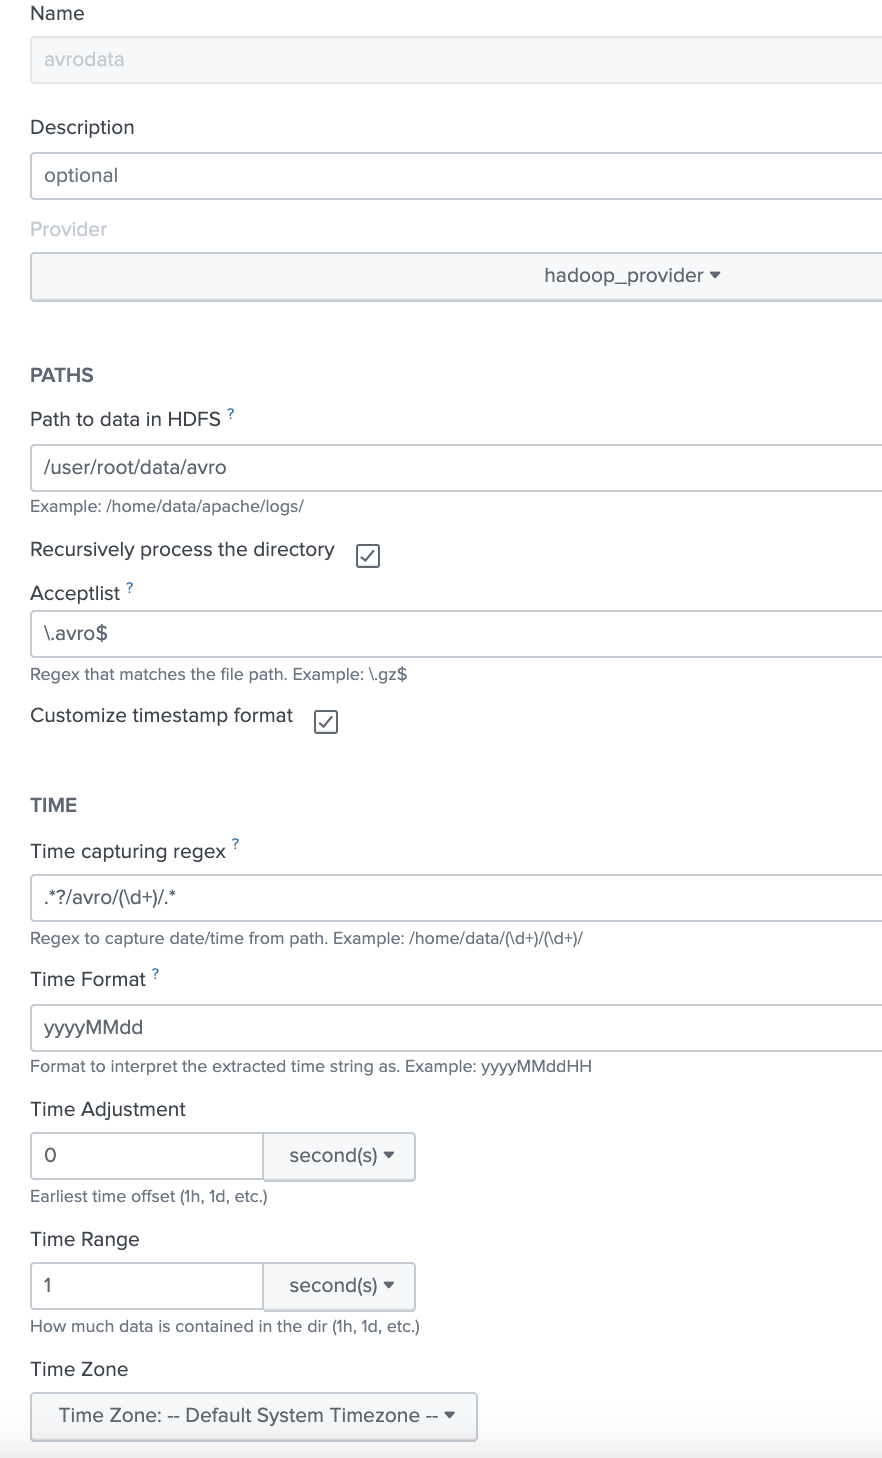 Name
avrodata
Description
optional
Provider
hadoop_provider
PATHS
Path to data in HDFS ?
/user/root/data/avro
Example: /home/data/apache/logs/
Recursively process the directory
Acceptlist ?
\.avro$
Regex that matches the file path. Example: \.gz$
Customize timestamp format
TIME
Time capturing regex ?
.*?/avro/(\d+)/.*
Regex to capture date/time from path. Example: /home/data/(\d+)/(\d+)/
Time Format ?
yyyyMMdd
Format to interpret the extracted time string as. Example: yyyyMMddHH
Time Adjustment
0 second(s)
Earliest time offset (1h, 1d, etc.)
Time Range
1 second(s)
How much data is contained in the dir (1h, 1d, etc.)
Time Zone
Time Zone: -- Default System Timezone --